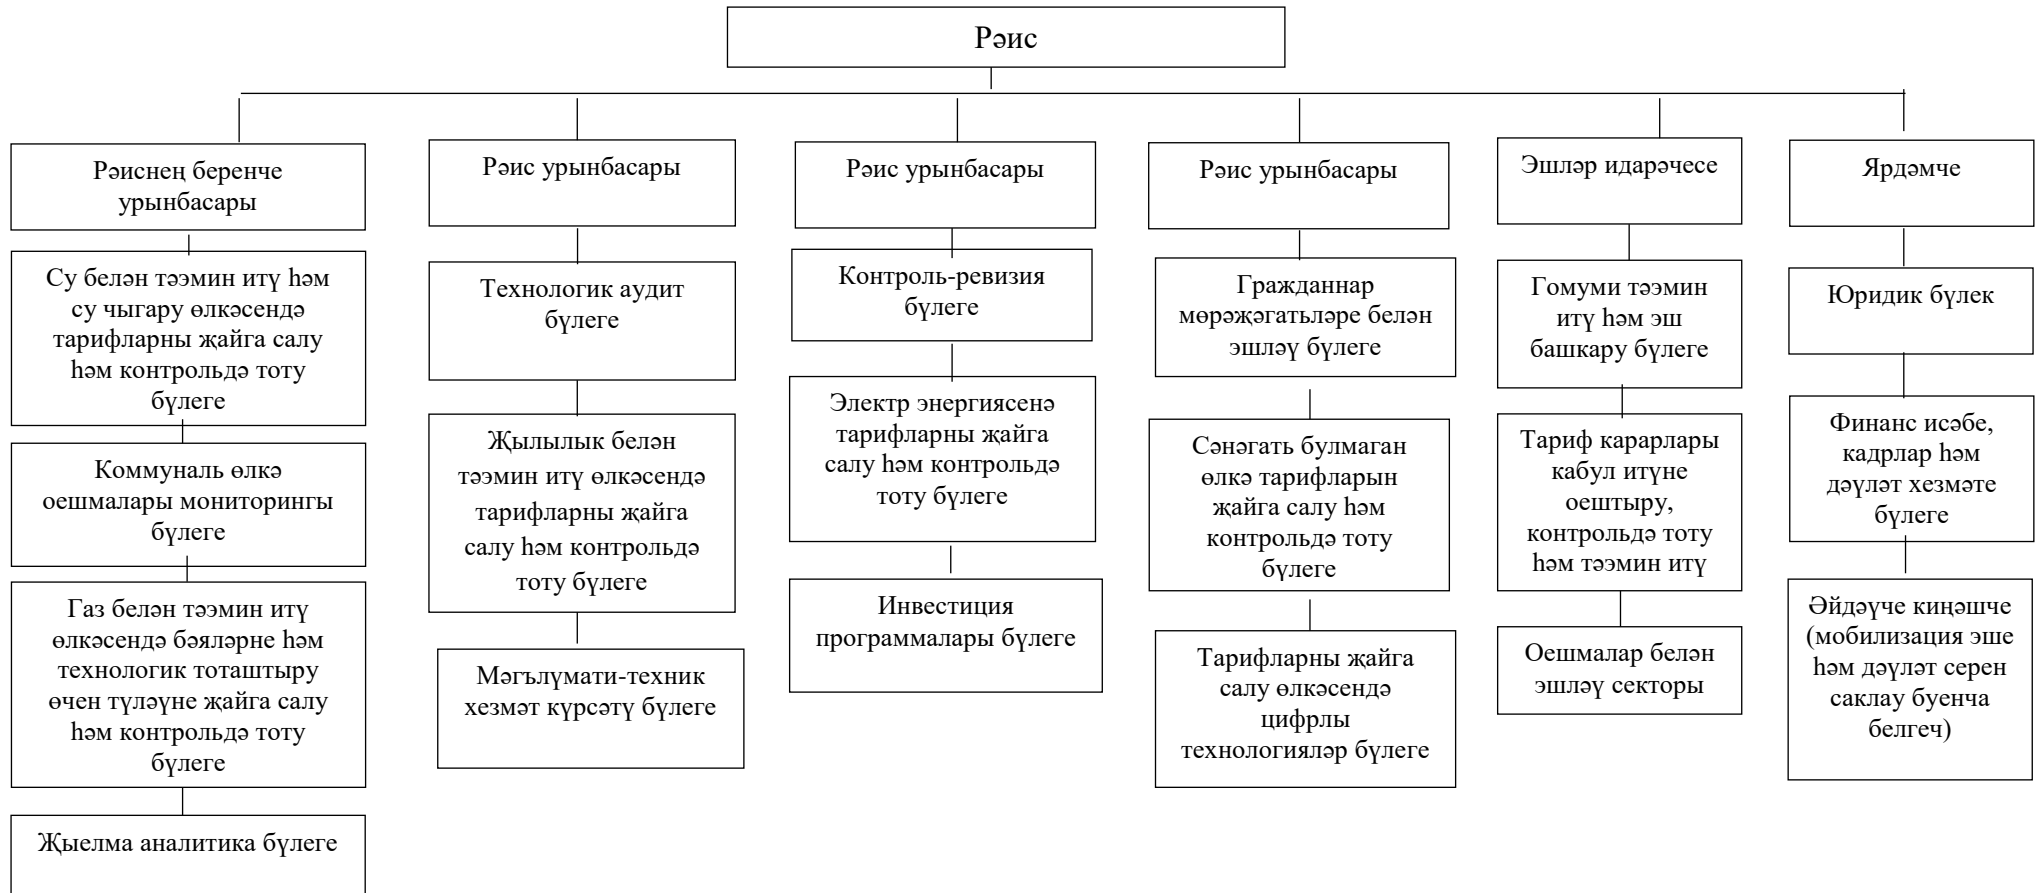 Рәис
Рәиснең беренче
урынбасары
Су белән тәэмин итү һәм
су чыгару өлкәсендә
тарифларны җайга салу
һәм контрольдә тоту
бүлеге
Коммуналь өлкә
оешмалары мониторингы
бүлеге
Газ белән тәэмин итү
өлкәсендә бәяләрне һәм
технологик тоташтыру
өчен түләүне җайга салу
һәм контрольдә тоту
бүлеге
Җыелма аналитика бүлеге
Рәис урынбасары
Технологик аудит
бүлеге
Җылылык белән
тәэмин итү өлкәсендә
тарифларны җайга
салу һәм контрольдә
тоту бүлеге
Мәгълүмати-техник
хезмәт күрсәтү бүлеге
Рәис урынбасары
Контроль-ревизия
бүлеге
Электр энергиясенә
тарифларны җайга
салу һәм контрольдә
тоту бүлеге
Инвестиция
программалары бүлеге
Рәис урынбасары
Гражданнар
мөрәҗәгатьләре белән
эшләү бүлеге
Сәнәгать булмаган
өлкә тарифларын
җайга салу һәм
контрольдә тоту
бүлеге
Тарифларны җайга
салу өлкәсендә
цифрлы
технологияләр бүлеге
Эшләр идарәчесе
Гомуми тәэмин
итү һәм эш
башкару бүлеге
Тариф карарлары
кабул итүне
оештыру,
контрольдә тоту
һәм тәэмин итү
Оешмалар белән
эшләү секторы
Ярдәмче
Юридик бүлек
Финанс исәбе,
кадрлар һәм
дәүләт хезмәте
бүлеге
Әйдәүче киңәшче
(мобилизация эше
һәм дәүләт серен
саклау буенча
белгеч)